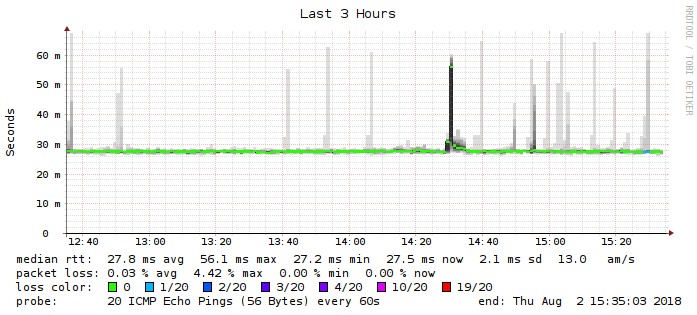 Last 3 Hours
RRDTOOL / TOBI OETIKER
Seconds
60 m
50 m
40 m
30 m
20 m
10 m
0
12:40 13:00 13:20 13:40 14:00 14:20 14:40 15:00 15:20
median rtt: 27.8 ms avg 56.1 ms max 27.2 ms min 27.5 ms now 2.1 ms sd 13.0 am/s
packet loss: 0.03 % avg 4.42 % max 0.00 % min 0.00 % now
loss color: 0 1/20 2/20 3/20 4/20 10/20 19/20
probe: 20 ICMP Echo Pings (56 Bytes) every 60s end: Thu Aug 2 15:35:03 2018